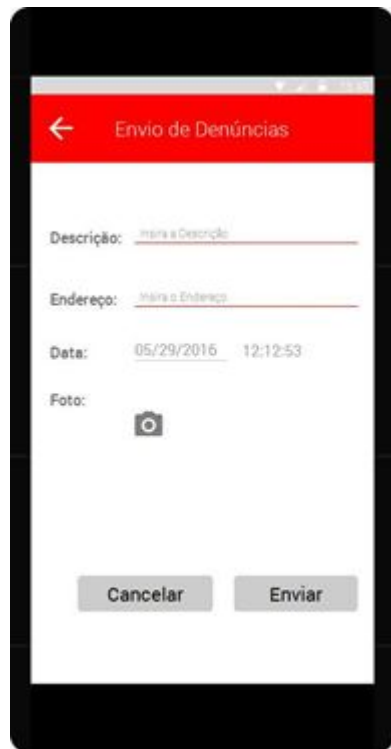 Envio de Denúncias
Descrição: Insira a Descrição
Endereço: Insira o Endereço
Data: 05/29/2016 12:12:53
Foto:
Cancelar Enviar